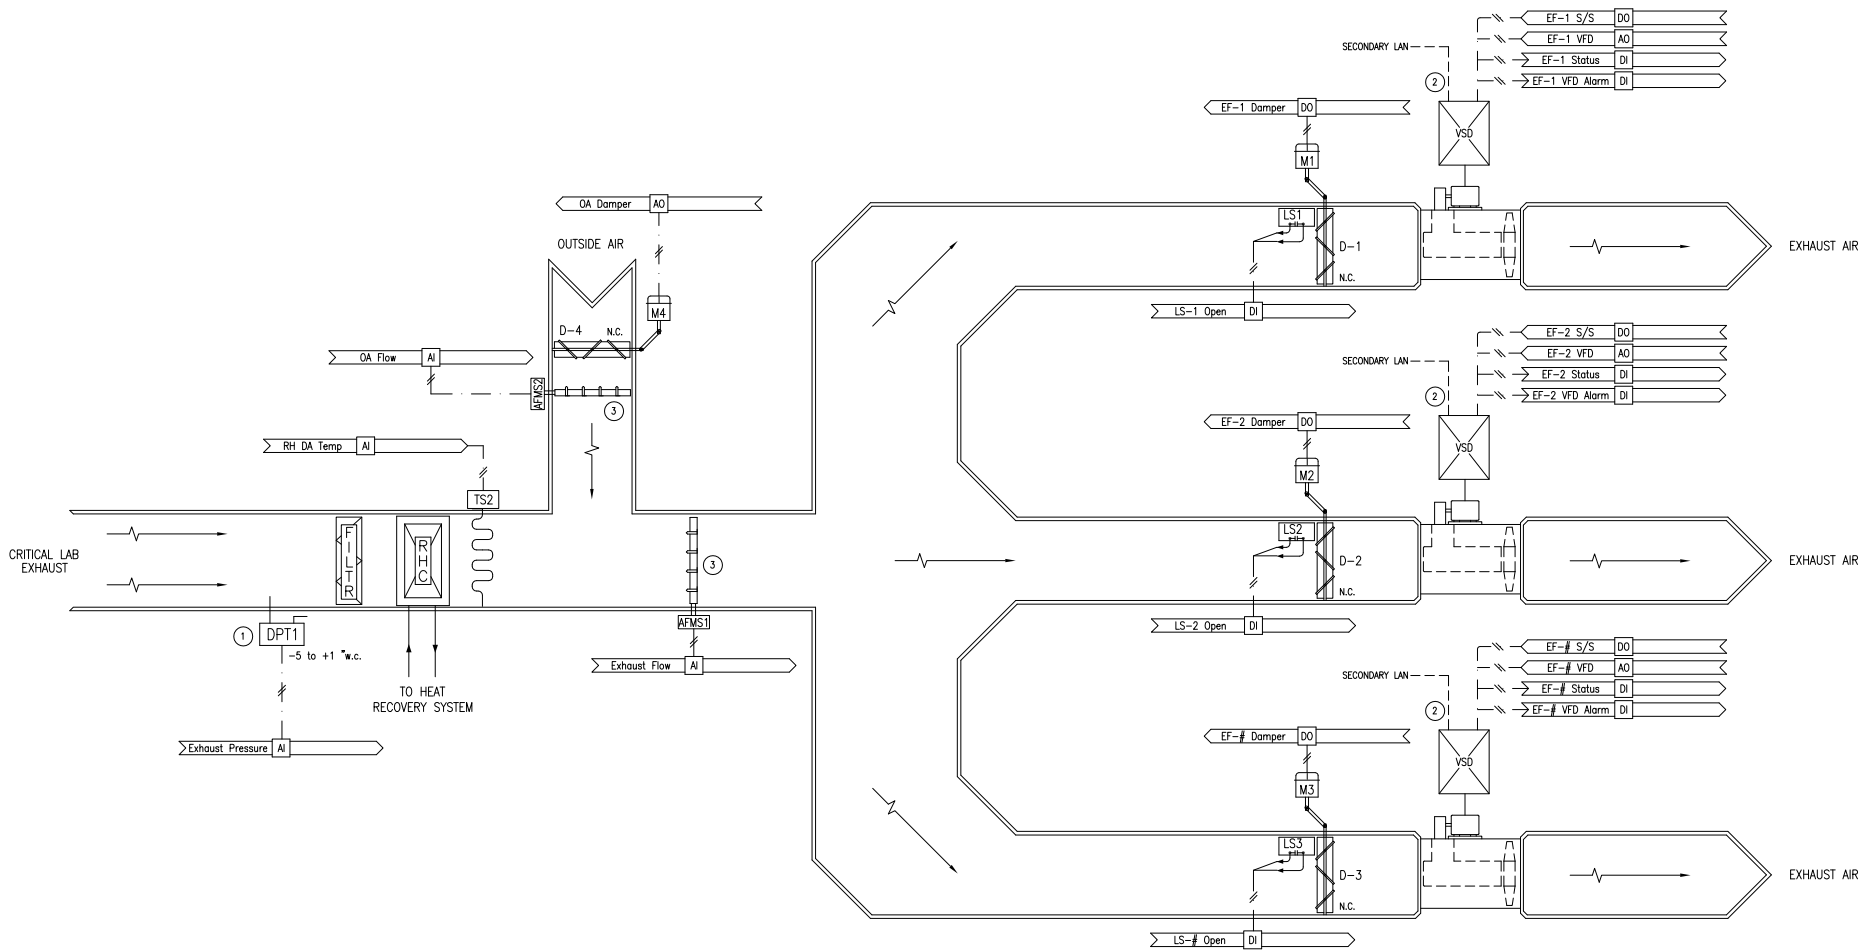 EF-1 S/S DO
SECONDARY LAN
EF-1 VFD AO
EF-1 Status DI
2
EF-1 VFD Alarm DI
EF-1 Damper DO
VSD
M1
OA Damper AO
LS1
OUTSIDE AIR
D-1
EXHAUST AIR
N.C.
M4
LS-1 Open DI
D-4 N.C.
EF-2 S/S DO
OA Flow AI
SECONDARY LAN
EF-2 VFD AO
EF-2 Status DI
AFMS2
2
EF-2 VFD Alarm DI
3
EF-2 Damper DO
RH DA Temp AI
VSD
M2
TS2
LS2
CRITICAL LAB
EXHAUST
FILTR
RHC
3
D-2
EXHAUST AIR
N.C.
AFMS1
LS-2 Open DI
1
DPT1
-5 to +1 "w.c.
EF-# S/S DO
Exhaust Flow AI
SECONDARY LAN
EF-# VFD AO
TO HEAT
RECOVERY SYSTEM
EF-# Status DI
2
EF-# VFD Alarm DI
EF-# Damper DO
Exhaust Pressure AI
VSD
M3
LS3
D-3
EXHAUST AIR
N.C.
LS-# Open DI